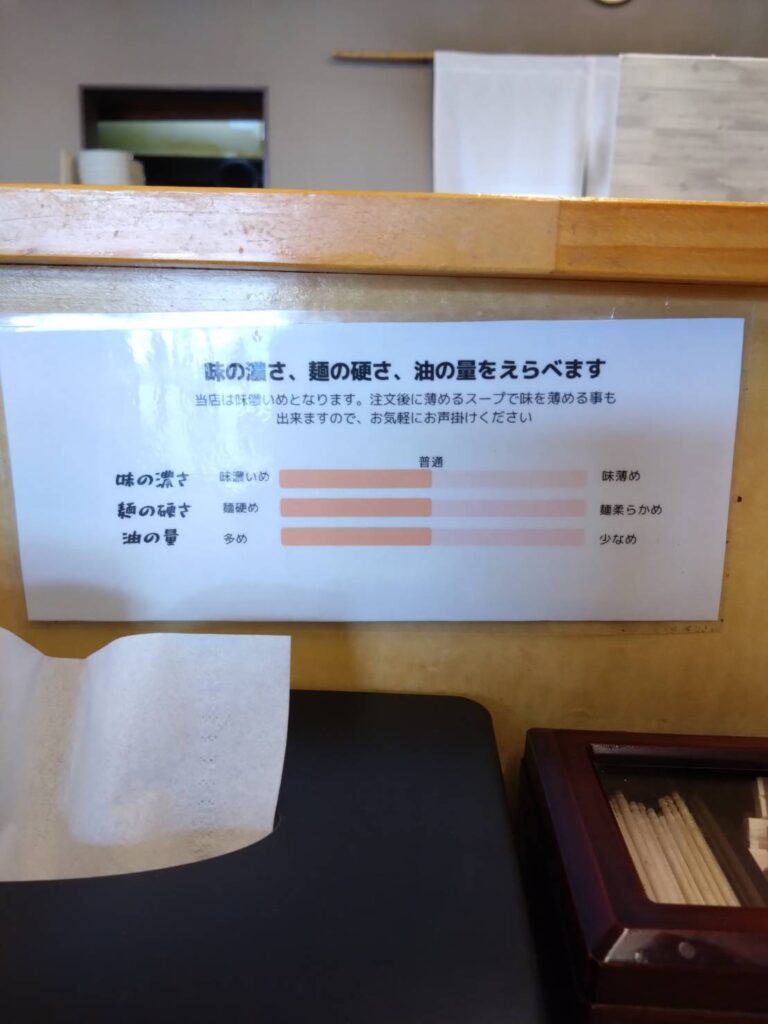 味の濃さ、麺の硬さ、油の量をえらべます
当店は味濃いめとなります。注文後に薄めるスープで味を薄める事も
出来ますので、お気軽にお声掛けください
普通
味の濃さ 味濃いめ 味薄め
麺の硬さ 麺硬め 麺柔らかめ
油の量 多め 少なめ